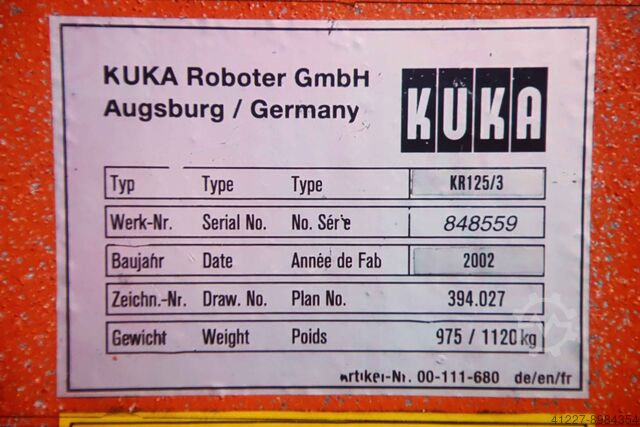 KUKA Roboter GmbH
Augsburg / Germany
KUKA
Typ Type Type KR125/3
Werk-Nr. Serial No. No. Série 848559
Baujahr Date Année de Fab 2002
Zeichn.-Nr. Draw. No. Plan No. 394.027
Gewicht Weight Poids 975 / 1120 kg
Artikel-Nr. 00-111-680 de/en/fr
41227-8984354